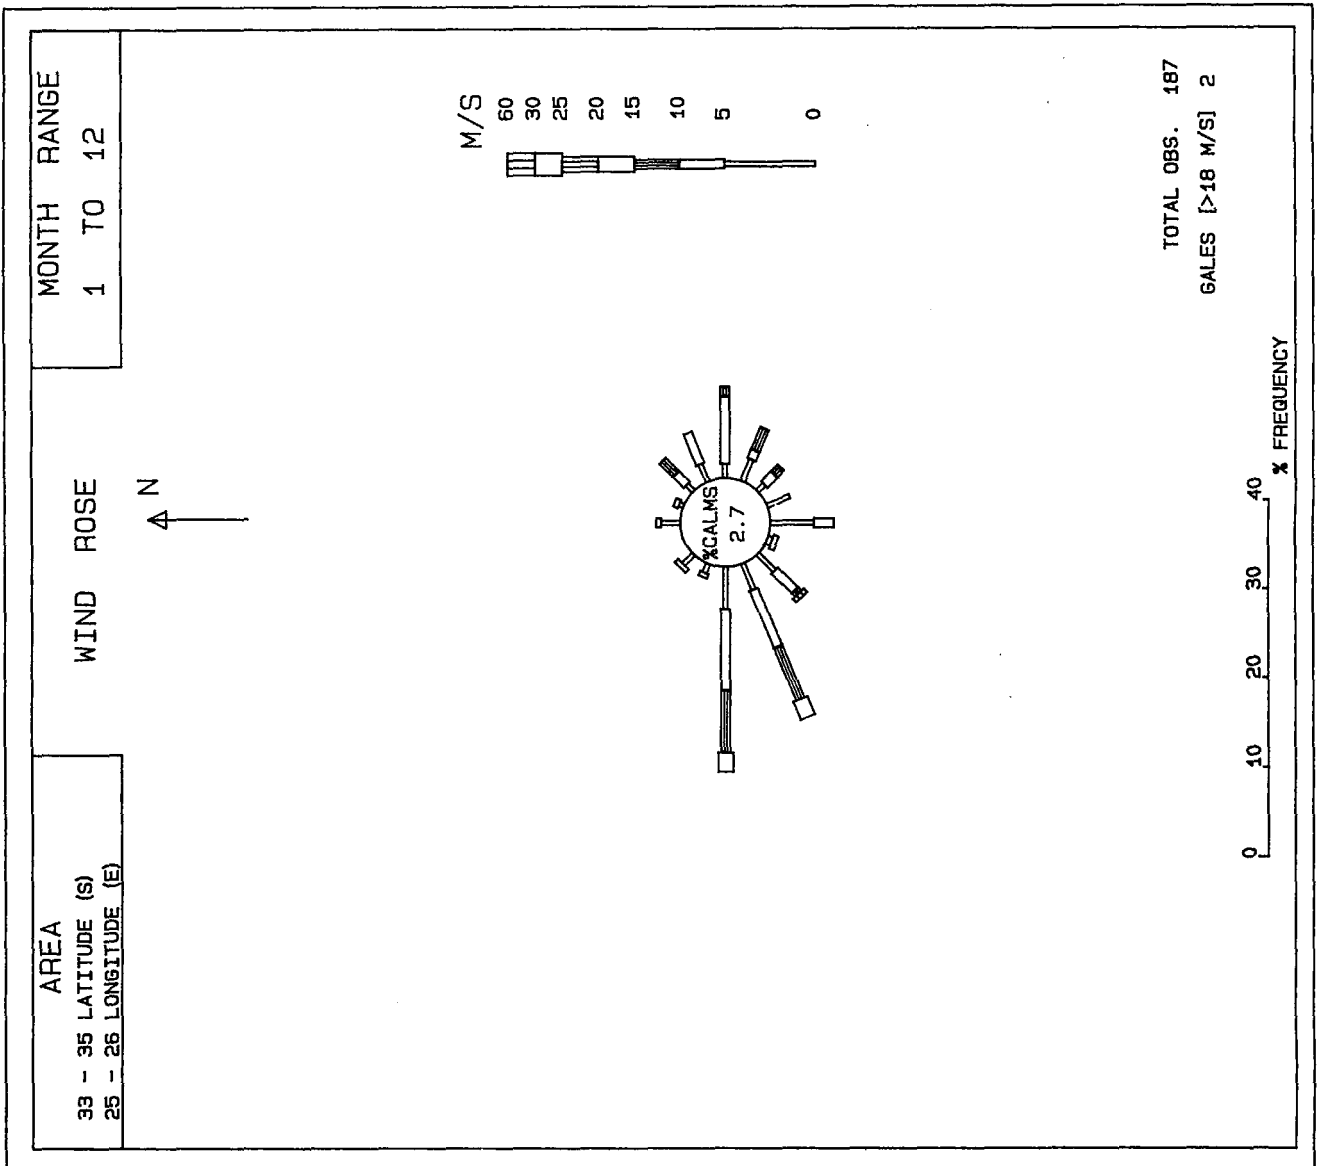 AREA
33 - 35 LATITUDE (S)
25 - 26 LONGITUDE (E)
WIND ROSE
MONTH RANGE
1 TO 12
N
M/S
60
30
25
20
15
10
5
0
%CALMS
2.7
TOTAL OBS. 187
GALES [>18 M/S] 2
0 10 20 30 40
% FREQUENCY